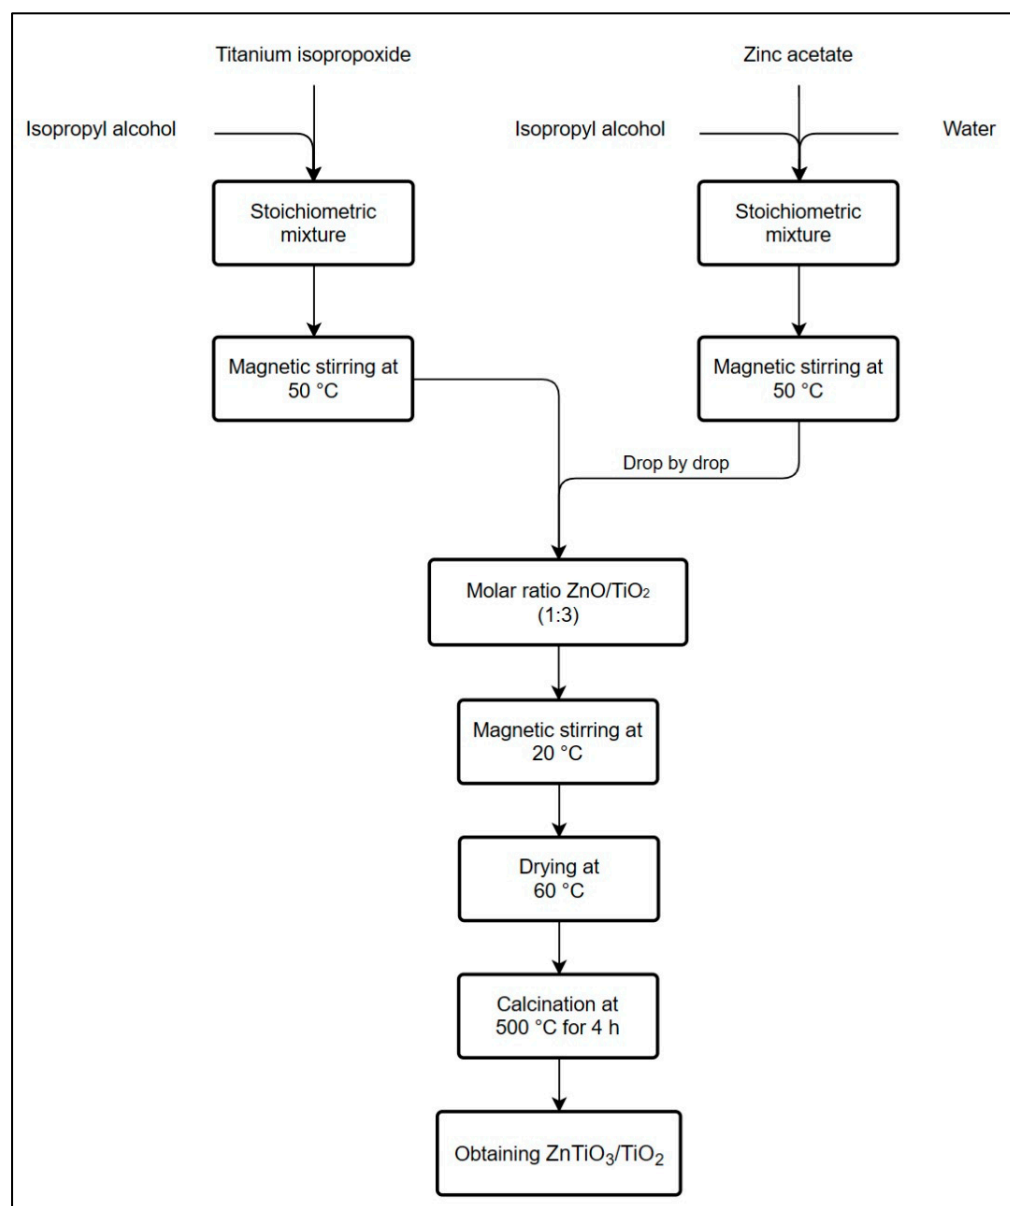 Titanium isopropoxide
Zinc acetate
Isopropyl alcohol
Isopropyl alcohol
Water
Stoichiometric
mixture
Stoichiometric
mixture
Magnetic stirring at
50 °C
Magnetic stirring at
50 °C
Drop by drop
Molar ratio ZnO/TiO₂
(1:3)
Magnetic stirring at
20 °C
Drying at
60 °C
Calcination at
500 °C for 4 h
Obtaining ZnTiO₃/TiO₂